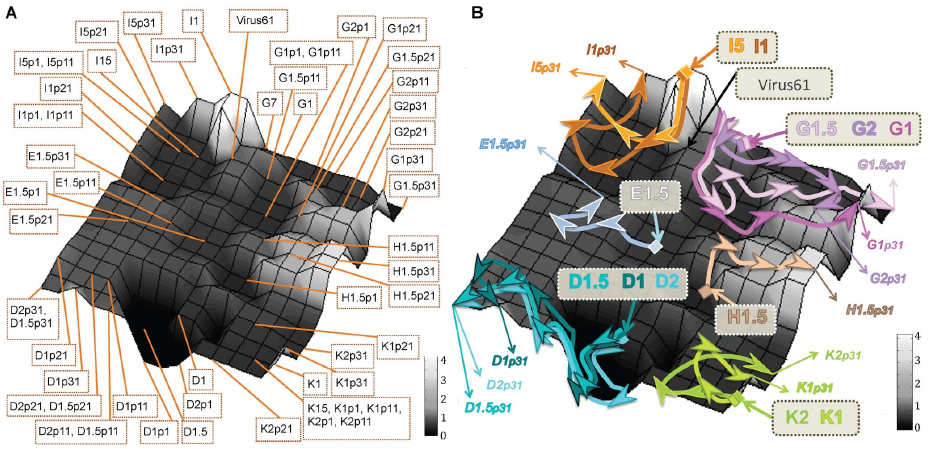 A
I5p21
I5p31
I1
Virus61
I1p31
G2p1
G1p21
I5p1, I5p11
I15
G1p1, G1p11
G1.5p21
G1.5p11
G2p11
I1p21
G7
G1
G2p31
I1p1, I1p11
G2p21
E1.5p31
G1p31
E1.5p11
G1.5p31
E1.5p1
E1.5p21
H1.5p11
H1.5p31
H1.5p1
H1.5p21
D2p31,
D1.5p31
K1p21
D1p21
K2p31
D1p31
D1
K1
K1p31
D2p21, D1.5p21
D1p11
D2p1
K15, K1p1, K1p11,
K2p1, K2p11
D2p11, D1.5p11
D1p1
D1.5
K2p21
4
3
2
1
0
B
I1p31
I5 I1
I5p31
Virus61
G1.5 G2 G1
E1.5p31
G1.5p31
E1.5
G1p31
G2p31
D1.5 D1 D2
H1.5
H1.5p31
D1p31
K2p31
D2p31
K1p31
D1.5p31
K2 K1
4
3
2
1
0